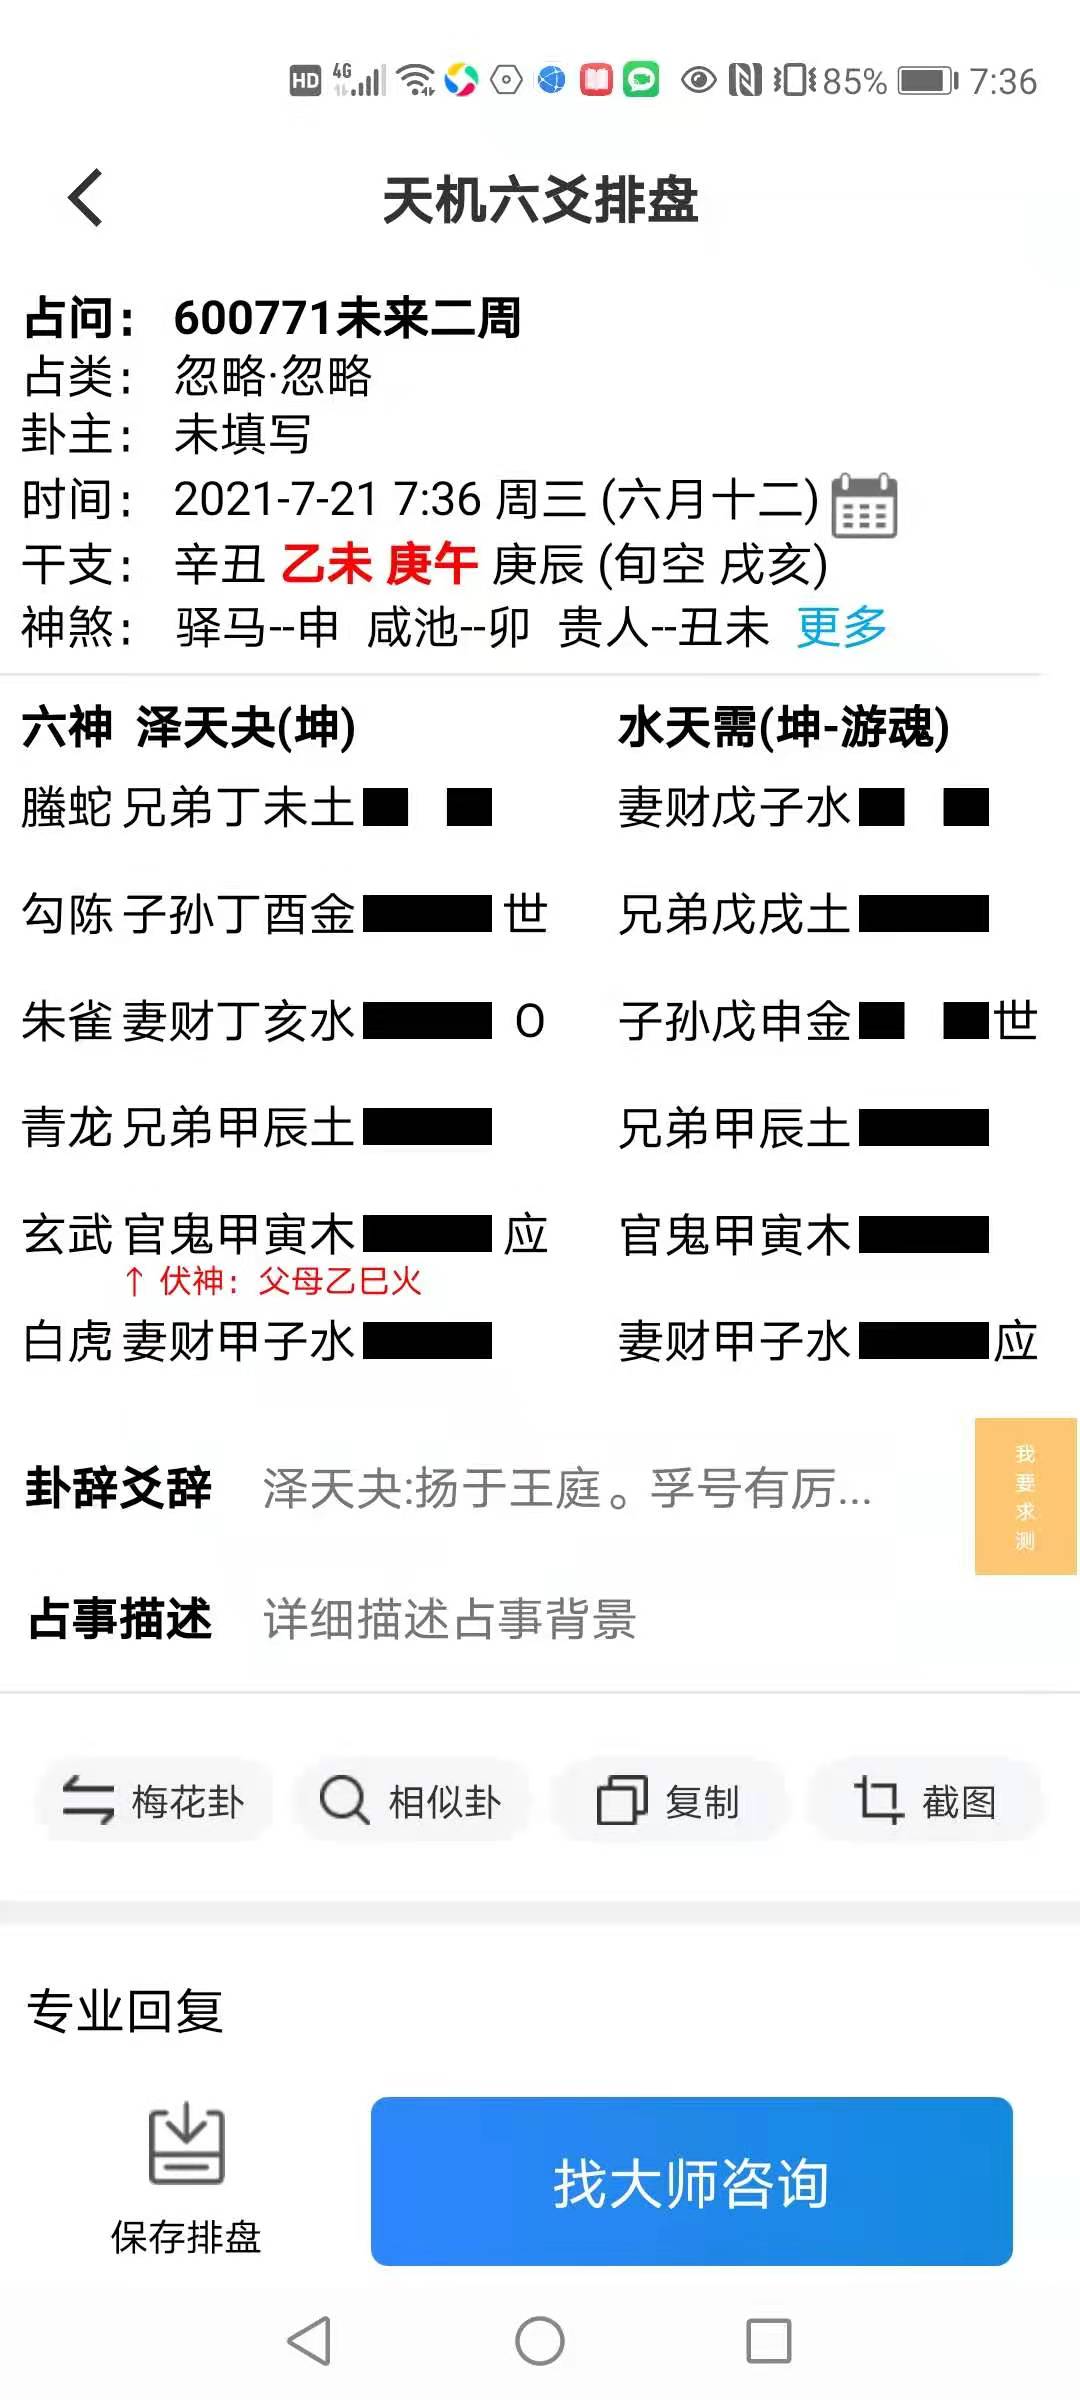 HD 4G 85% 7:36
天机六爻排盘
占问： 600771未来二周
占类： 忽略·忽略
卦主： 未填写
时间： 2021-7-21 7:36 周三 (六月十二)
干支： 辛丑 乙未 庚午 庚辰 (旬空 戌亥)
神煞： 驿马--申 咸池--卯 贵人--丑未 更多
六神 泽天夬(坤) 水天需(坤-游魂)
螣蛇 兄弟丁未土 妻财戊子水
勾陈 子孙丁酉金 世 兄弟戊戌土
朱雀 妻财丁亥水 O 子孙戊申金 世
青龙 兄弟甲辰土 兄弟甲辰土
玄武 官鬼甲寅木 应 官鬼甲寅木
↑ 伏神：父母乙巳火
白虎 妻财甲子水 妻财甲子水 应
我要求测
卦辞爻辞 泽天夬:扬于王庭。孚号有厉...
占事描述 详细描述占事背景
梅花卦 相似卦 复制 截图
专业回复
保存排盘 找大师咨询